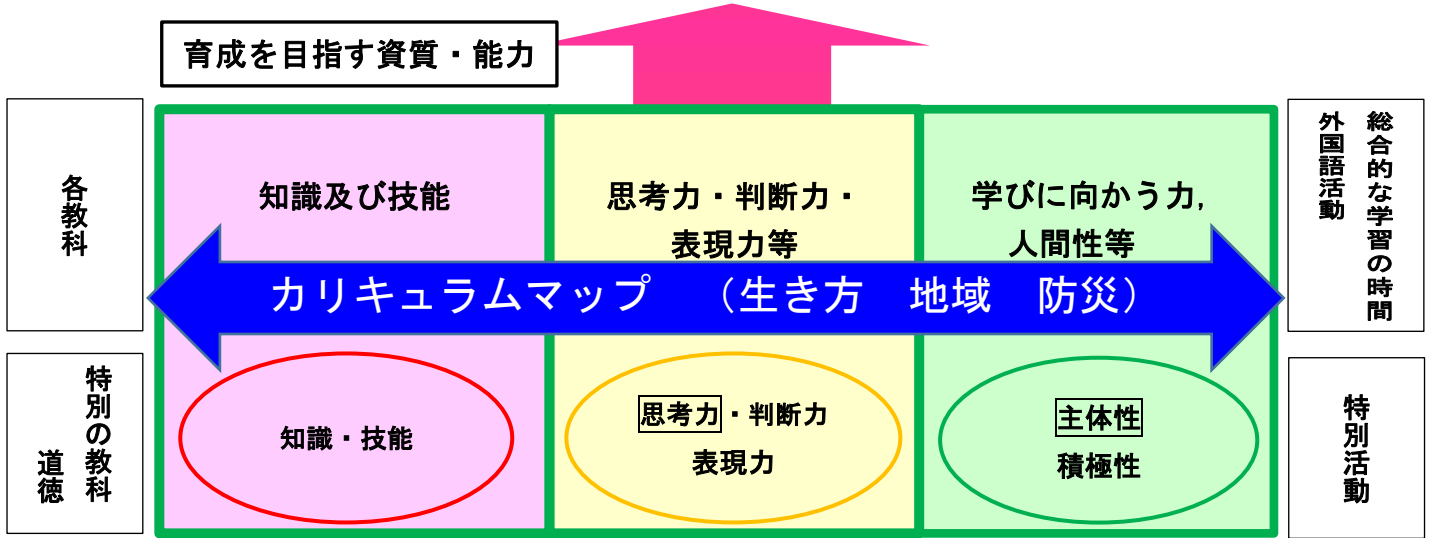 育成を目指す資質・能力
各教科
知識及び技能
思考力・判断力・
表現力等
学びに向かう力,
人間性等
総合的な学習の時間
外国語活動
カリキュラムマップ　（生き方　地域　防災）
特別の教科
道徳
知識・技能
思考力・判断力
表現力
主体性
積極性
特別活動